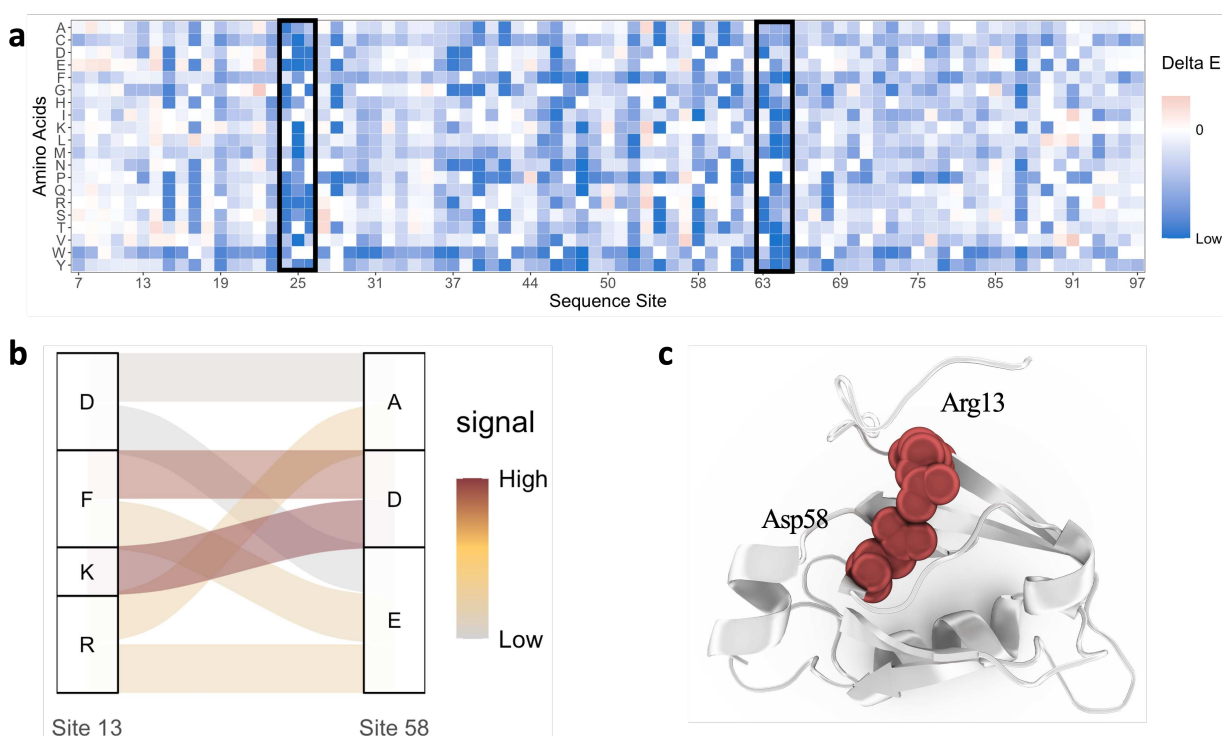 a
Amino Acids
A
C
D
E
F
G
H
I
K
L
M
N
P
Q
R
S
T
V
W
Y
7 13 19 25 31 37 44 50 58 63 69 75 85 91 97
Sequence Site
Delta E
0
Low
b
D
F
K
R
A
D
E
Site 13
Site 58
signal
High
Low
c
Arg13
Asp58